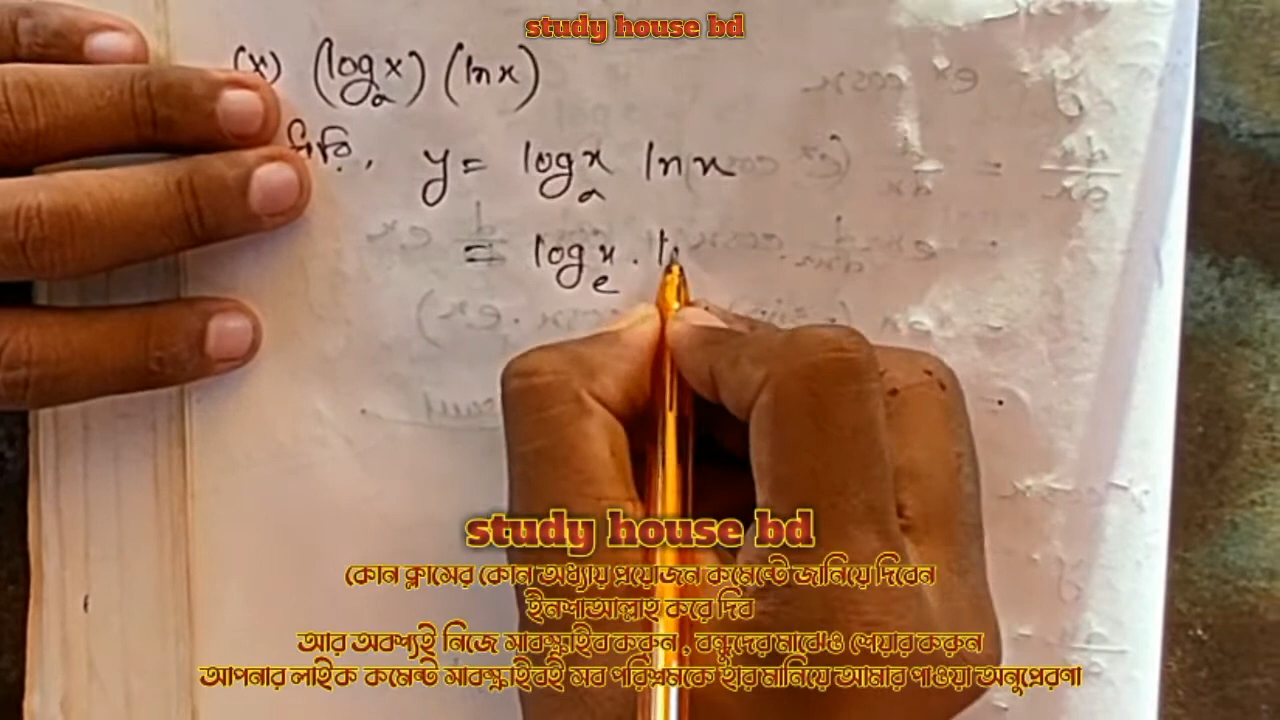 study house bd
(x) (logₐx) (lnx)
ধরি, y = logₐx lnx
= logₑx . l
study house bd
কোন ক্লাসের কোন অধ্যায় প্রয়োজন কমেন্টে জানিয়ে দিবেন
ইনশাআল্লাহ করে দিব
আর অবশ্যই নিজে সাবস্ক্রাইব করুন , বন্ধুদের মাঝেও শেয়ার করুন
আপনার লাইক কমেন্ট সাবস্ক্রাইবই সব পরিশ্রমকে হার মানিয়ে আমার পাওয়া অনুপ্রেরণা